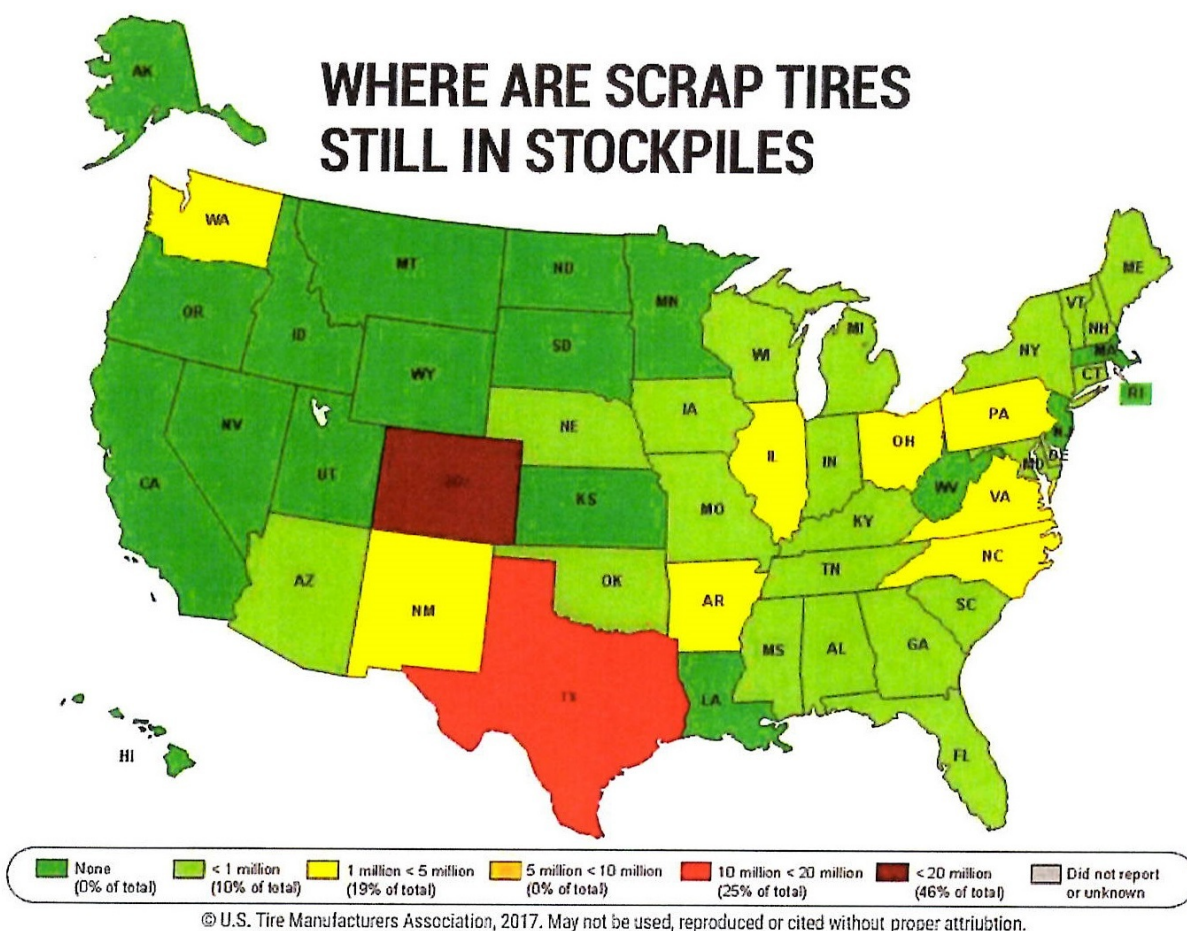 WHERE ARE SCRAP TIRES
STILL IN STOCKPILES
AK
WA
MT
ND
MN
ME
VT
NH
OR
ID
SD
WI
MI
NY
MA
WY
CT
RI
IA
NE
PA
NV
OH
IL
IN
UT
MD
DE
CA
WV
VA
KS
MO
KY
NC
TN
AZ
OK
NM
AR
SC
MS
AL
GA
LA
FL
HI
None
(0% of total)
< 1 million
(10% of total)
1 million < 5 million
(19% of total)
5 million < 10 million
(0% of total)
10 million < 20 million
(25% of total)
< 20 million
(46% of total)
Did not report
or unknown
© U.S. Tire Manufacturers Association, 2017. May not be used, reproduced or cited without proper attriubtion.